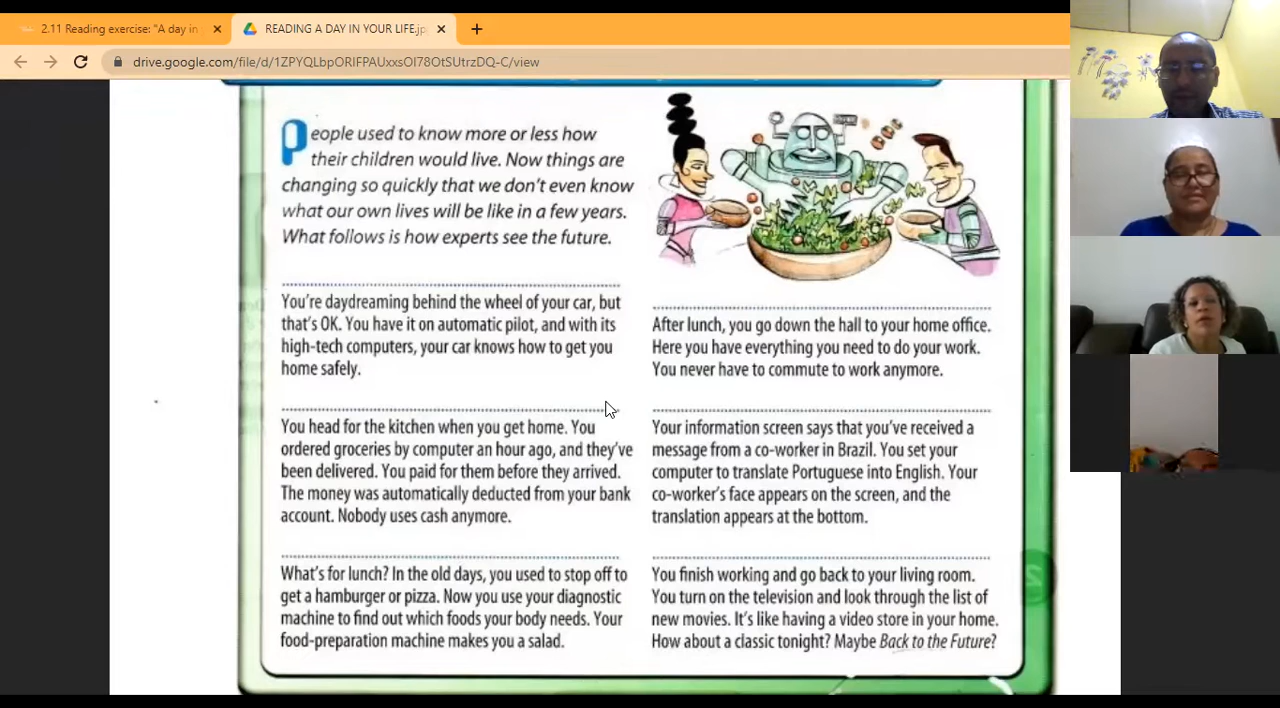 2.11 Reading exercise: "A day in
READING A DAY IN YOUR LIFE.jp
drive.google.com/file/d/1ZPYQLbpORIFPAUxxsOl78OtSUtrzDQ-C/view
People used to know more or less how
their children would live. Now things are
changing so quickly that we don't even know
what our own lives will be like in a few years.
What follows is how experts see the future.
You're daydreaming behind the wheel of your car, but
that's OK. You have it on automatic pilot, and with its
high-tech computers, your car knows how to get you
home safely.
You head for the kitchen when you get home. You
ordered groceries by computer an hour ago, and they've
been delivered. You paid for them before they arrived.
The money was automatically deducted from your bank
account. Nobody uses cash anymore.
What's for lunch? In the old days, you used to stop off to
get a hamburger or pizza. Now you use your diagnostic
machine to find out which foods your body needs. Your
food-preparation machine makes you a salad.
After lunch, you go down the hall to your home office.
Here you have everything you need to do your work.
You never have to commute to work anymore.
Your information screen says that you've received a
message from a co-worker in Brazil. You set your
computer to translate Portuguese into English. Your
co-worker's face appears on the screen, and the
translation appears at the bottom.
You finish working and go back to your living room.
You turn on the television and look through the list of
new movies. It's like having a video store in your home.
How about a classic tonight? Maybe Back to the Future?